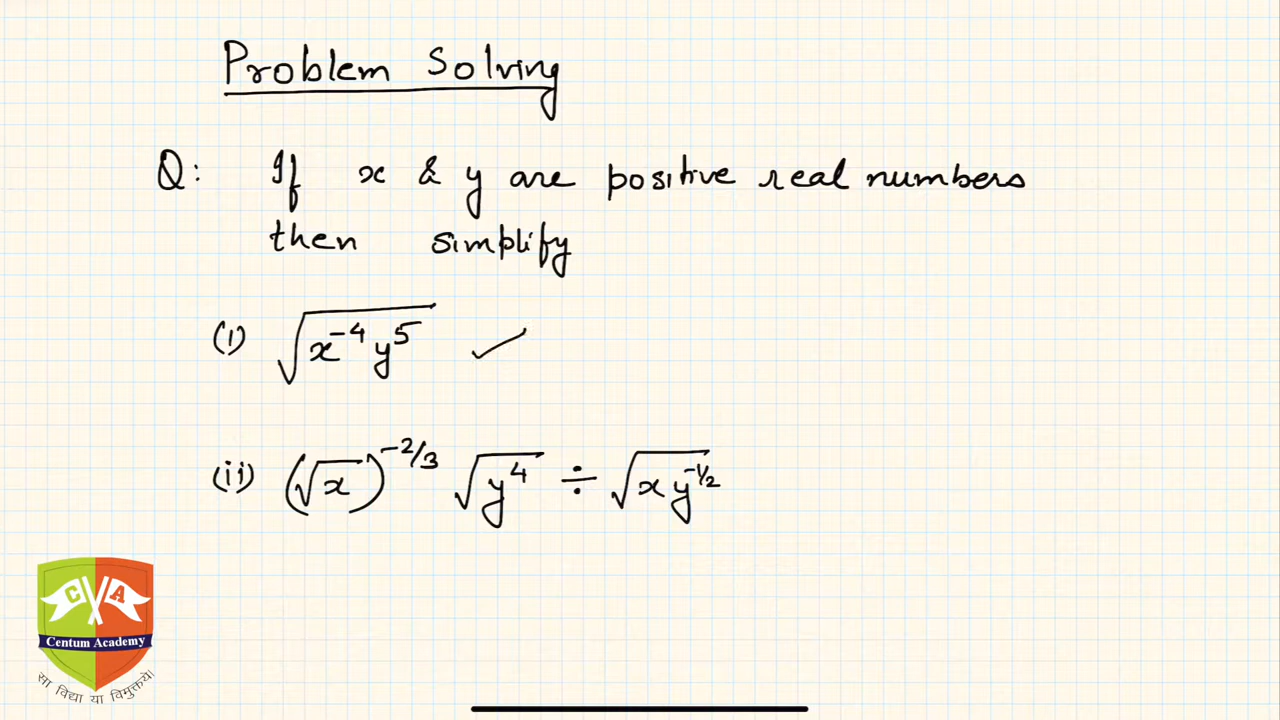 Problem Solving
Q: If x & y are positive real numbers
then simplify
(i) √(x⁻⁴ y⁵) ✓
(ii) (√x)^(-2/3) √(y⁴) ÷ √(x y^(-1/2))
C A
Centum Academy
सा विद्या या विमुक्तये।